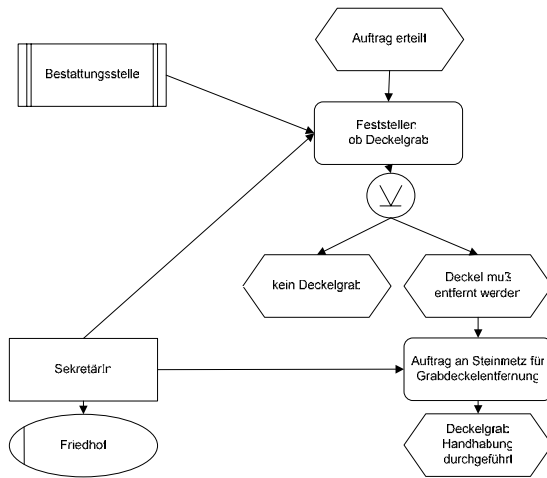 Auftrag erteilt
Bestattungsstelle
Feststellen
ob Deckelgrab
kein Deckelgrab
Deckel muß
entfernt werden
SekretärIn
Auftrag an Steinmetz für
Grabdeckelentfernung
Friedhof
Deckelgrab
Handhabung
durchgeführt